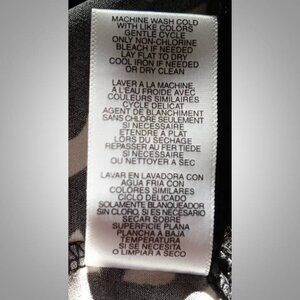 MACHINE WASH COLD
WITH LIKE COLORS
GENTLE CYCLE
ONLY NON-CHLORINE
BLEACH IF NEEDED
LAY FLAT TO DRY
COOL IRON IF NEEDED
OR DRY CLEAN
LAVER A LA MACHINE,
A L'EAU FROIDE AVEC
COULEURS SIMILAIRES
CYCLE DELICAT
AGENT DE BLANCHIMENT
SANS CHLORE SEULEMENT
SI NECESSAIRE
ETENDRE A PLAT
LORS DU SECHAGE
REPASSER AU FER TIEDE
SI NECESSAIRE
OU NETTOYER A SEC
LAVAR EN LAVADORA CON
AGUA FRIA CON
COLORES SIMILARES
CICLO DELICADO
SOLAMENTE BLANQUEADOR
SIN CLORO, SI ES NECESARIO
SECAR SOBRE
SUPERFICIE PLANA
PLANCHA A BAJA
TEMPERATURA
SI SE NECESITA
O LIMPIAR A SECO